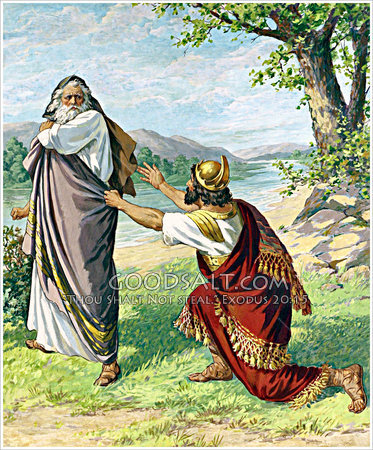 GOODSALT.COM
"THOU SHALT NOT STEAL" EXODUS 20:15